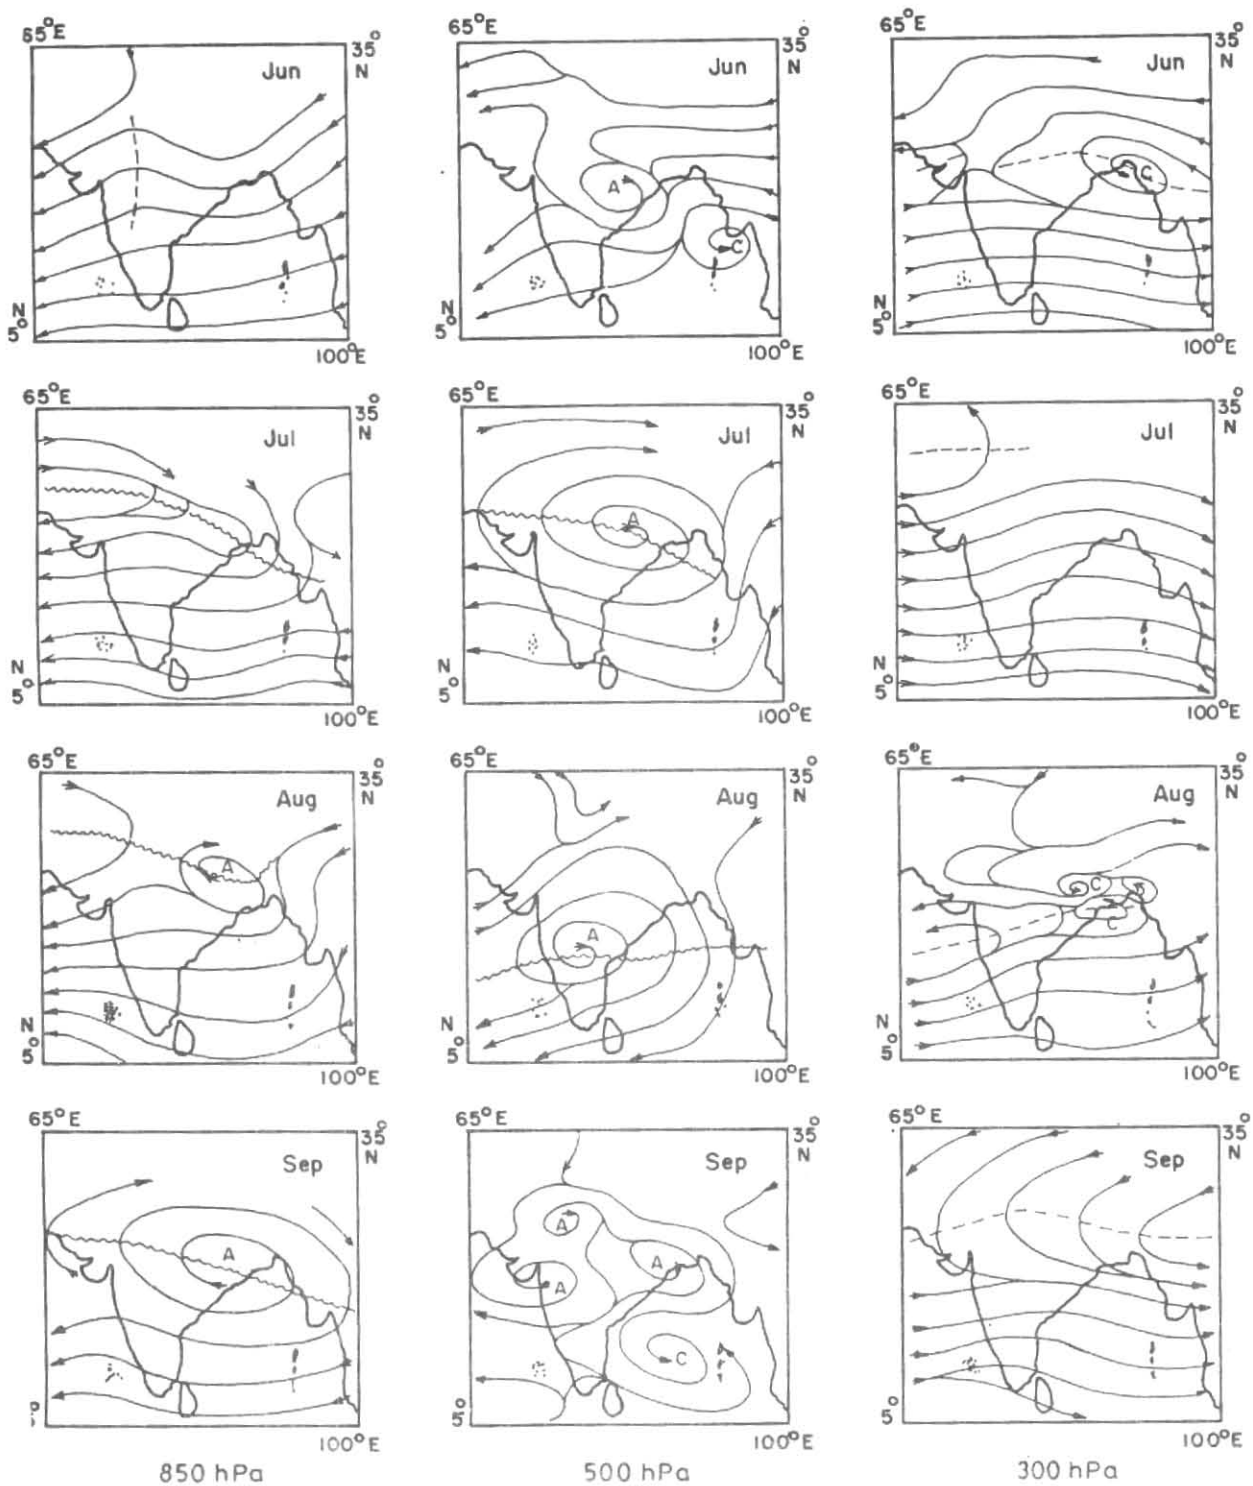 65°E 35° N Jun N 5° 100°E
65°E 35° N Jun A C N 5° 100°E
65°E 35° N Jun C N 5° 100°E
65°E 35° N Jul N 5° 100°E
65°E 35° N Jul A N 5° 100°E
65°E 35° N Jul N 5° 100°E
65°E 35° N Aug A N 5° 100°E
65°E 35° N Aug A N 5° 100°E
65°E 35° N Aug C C N 5° 100°E
65°E 35° N Sep A 100°E
65°E 35° N Sep A A A C 5° 100°E
65°E 35° N Sep 5° 100°E
850 hPa
500 hPa
300 hPa